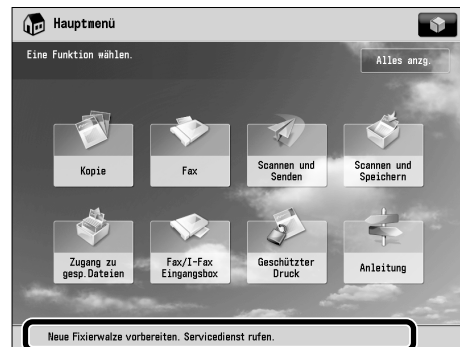 Hauptmenü
Eine Funktion wählen.
Alles anzg.
Kopie
Fax
Scannen und
Senden
Scannen und
Speichern
Zugang zu
gesp.Dateien
Fax/I-Fax
Eingangsbox
Geschützter
Druck
Anleitung
Neue Fixierwalze vorbereiten. Servicedienst rufen.